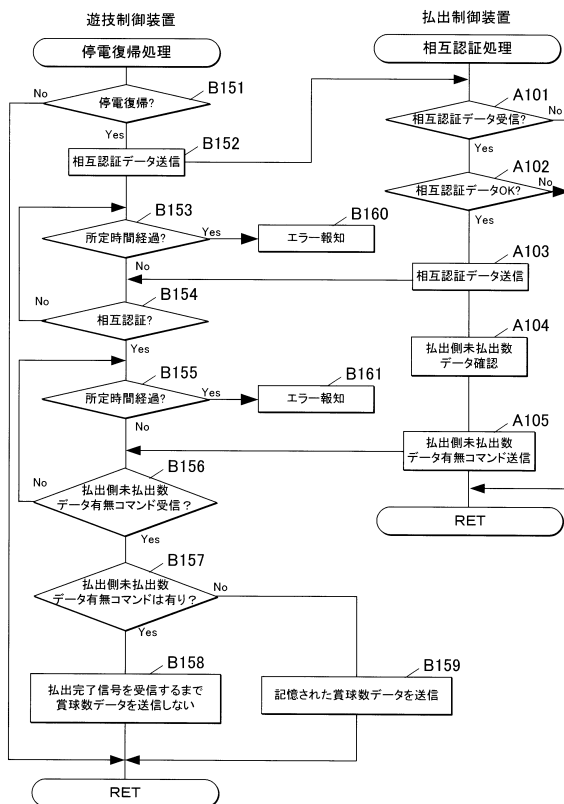 遊技制御装置
払出制御装置
停電復帰処理
相互認証処理
No
B151
停電復帰?
Yes
B152
相互認証データ送信
A101
相互認証データ受信?
No
Yes
A102
相互認証データOK?
No
Yes
B153
所定時間経過?
Yes
B160
エラー報知
No
A103
相互認証データ送信
No
B154
相互認証?
Yes
A104
払出側未払出数
データ確認
B155
所定時間経過?
Yes
B161
エラー報知
No
A105
払出側未払出数
データ有無コマンド送信
No
B156
払出側未払出数
データ有無コマンド受信?
Yes
RET
B157
払出側未払出数
データ有無コマンドは有り?
No
Yes
B158
払出完了信号を受信するまで
賞球数データを送信しない
B159
記憶された賞球数データを送信
RET